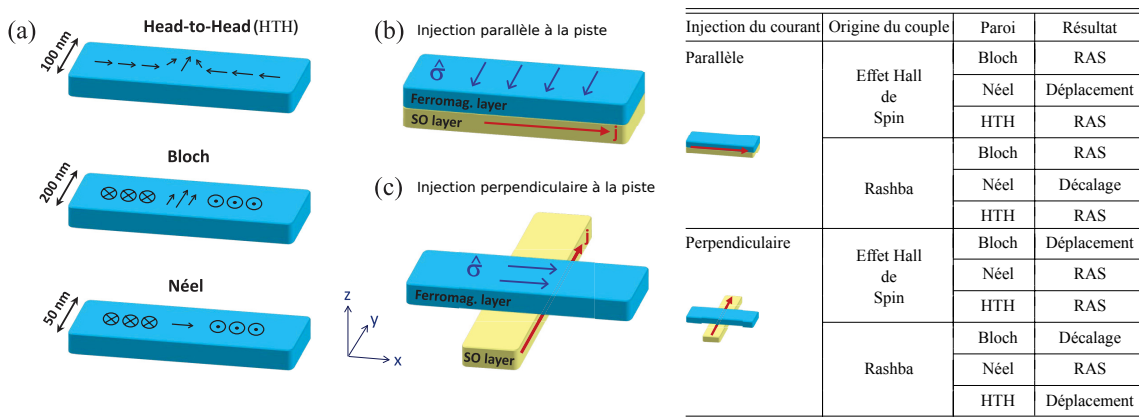 (a)
Head-to-Head (HTH)
100 nm
Bloch
200 nm
Néel
50 nm
(b) Injection parallèle à la piste
σ̂
Ferromag. layer
SO layer
j
(c) Injection perpendiculaire à la piste
j
σ̂
Ferromag. layer
SO layer
z
y
x
Injection du courant Origine du couple Paroi Résultat
Parallèle
Effet Hall
de
Spin
Bloch RAS
Néel Déplacement
HTH RAS
Rashba
Bloch RAS
Néel Décalage
HTH RAS
Perpendiculaire
Effet Hall
de
Spin
Bloch Déplacement
Néel RAS
HTH RAS
Rashba
Bloch Décalage
Néel RAS
HTH Déplacement